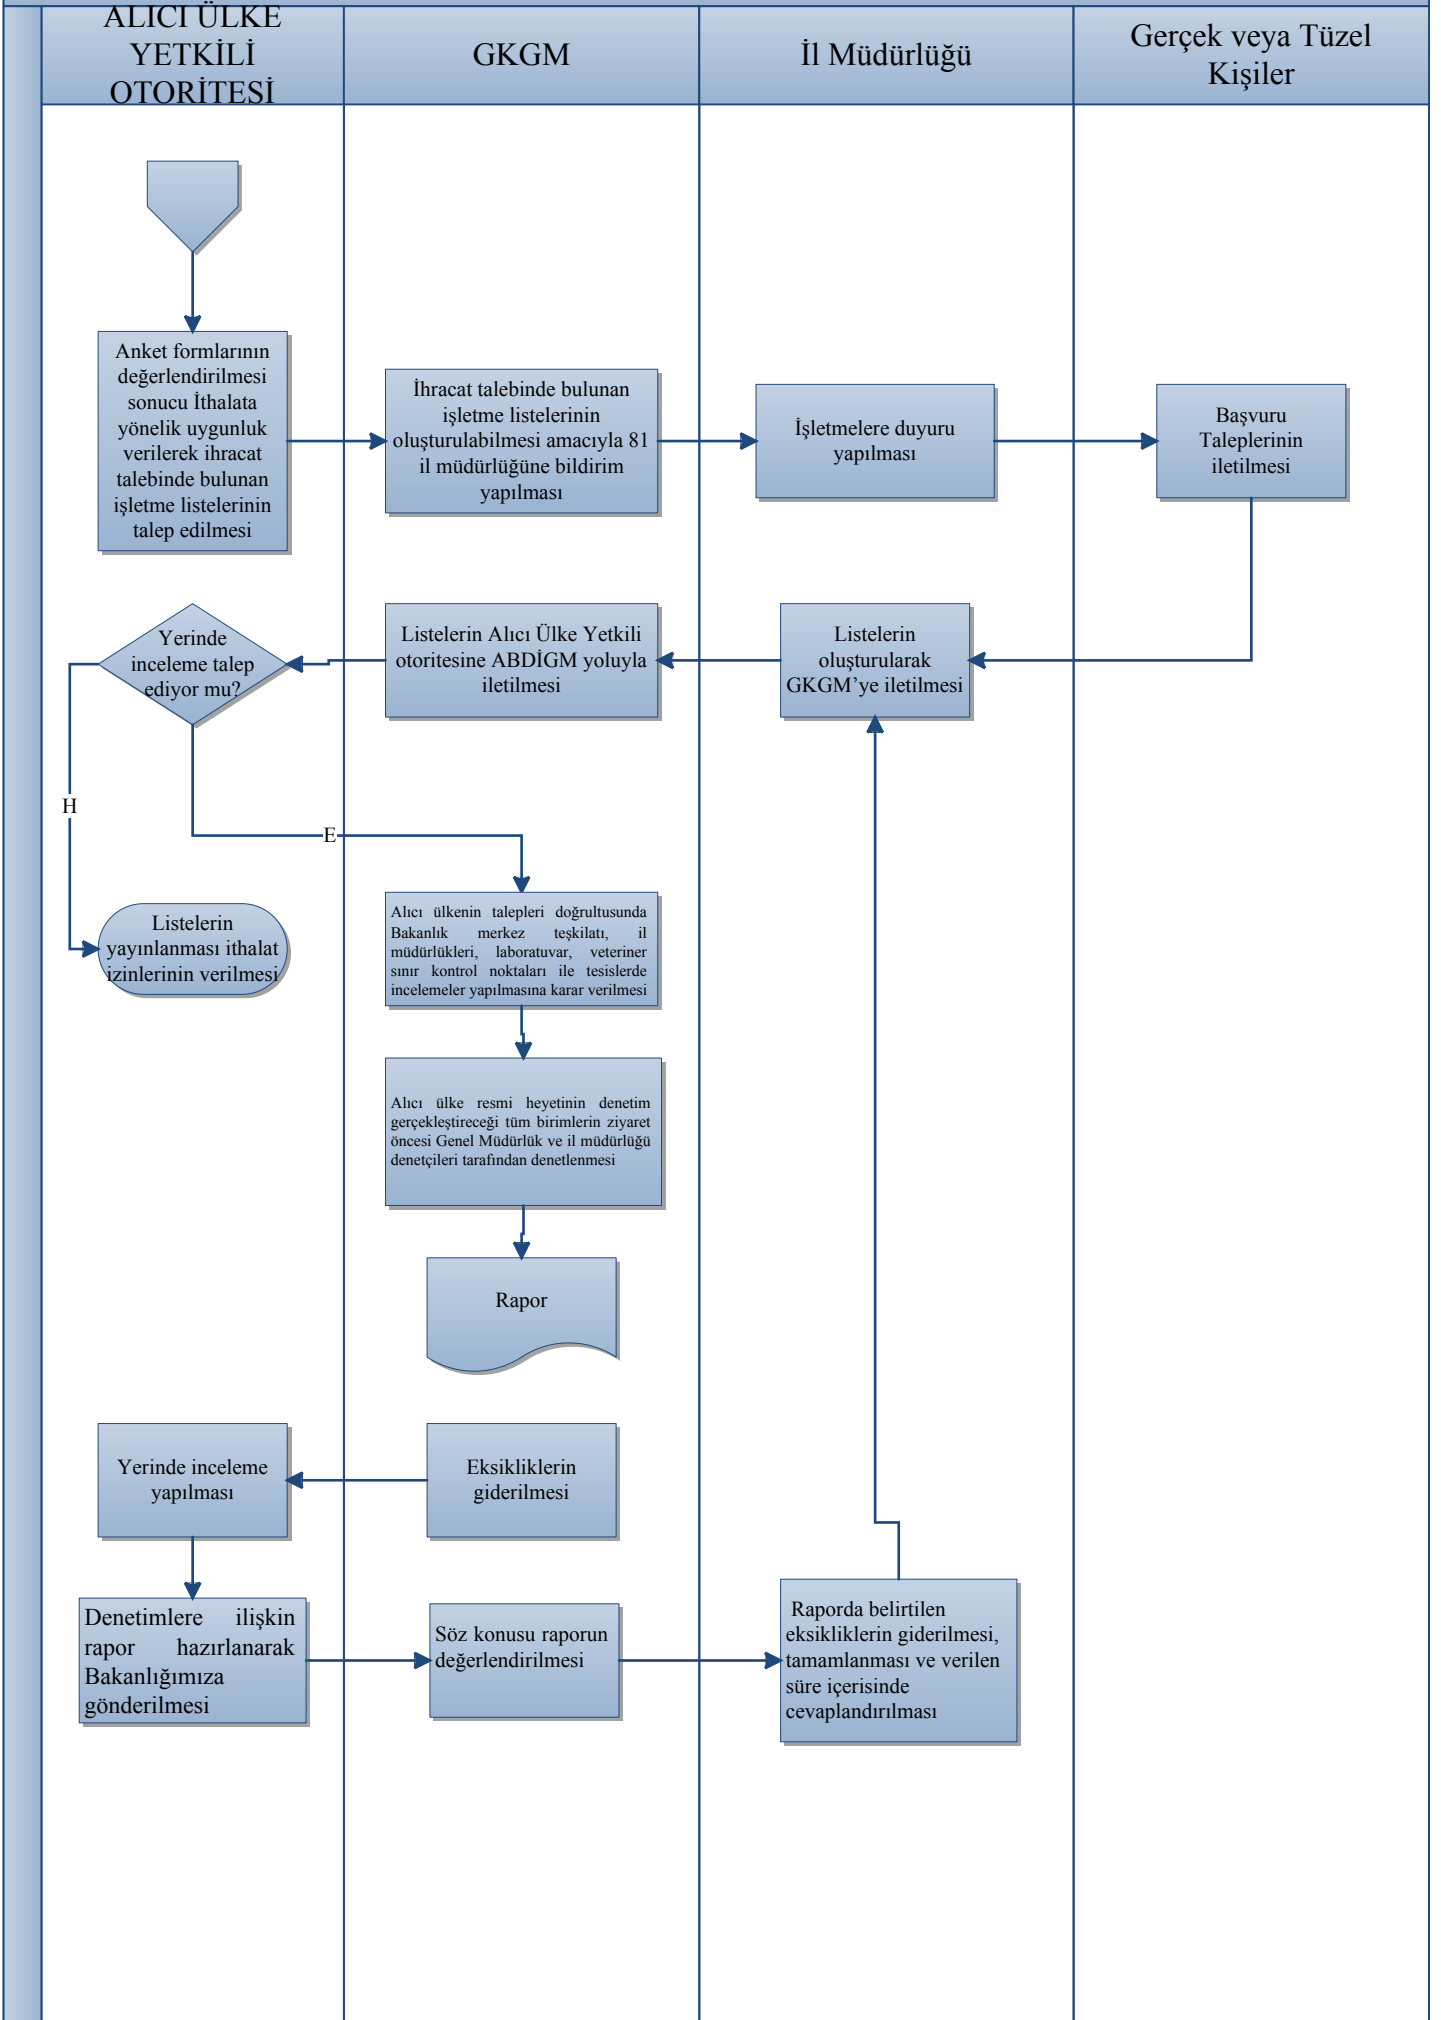 ALICI ÜLKE
YETKİLİ
OTORİTESİ
GKGM
İl Müdürlüğü
Gerçek veya Tüzel
Kişiler
Anket formlarının
değerlendirilmesi
sonucu İthalata
yönelik uygunluk
verilerek ihracat
talebinde bulunan
işletme listelerinin
talep edilmesi
İhracat talebinde bulunan
işletme listelerinin
oluşturulabilmesi amacıyla 81
il müdürlüğüne bildirim
yapılması
İşletmelere duyuru
yapılması
Başvuru
Taleplerinin
iletilmesi
Yerinde
inceleme talep
ediyor mu?
Listelerin Alıcı Ülke Yetkili
otoritesine ABDİGM yoluyla
iletilmesi
Listelerin
oluşturularak
GKGM’ye iletilmesi
H
E
Listelerin
yayınlanması ithalat
izinlerinin verilmesi
Alıcı ülkenin talepleri doğrultusunda
Bakanlık merkez teşkilatı, il
müdürlükleri, laboratuvar, veteriner
sınır kontrol noktaları ile tesislerde
incelemeler yapılmasına karar verilmesi
Alıcı ülke resmi heyetinin denetim
gerçekleştireceği tüm birimlerin ziyaret
öncesi Genel Müdürlük ve il müdürlüğü
denetçileri tarafından denetlenmesi
Rapor
Yerinde inceleme
yapılması
Eksikliklerin
giderilmesi
Denetimlere ilişkin
rapor hazırlanarak
Bakanlığımıza
gönderilmesi
Söz konusu raporun
değerlendirilmesi
Raporda belirtilen
eksikliklerin giderilmesi,
tamamlanması ve verilen
süre içerisinde
cevaplandırılması